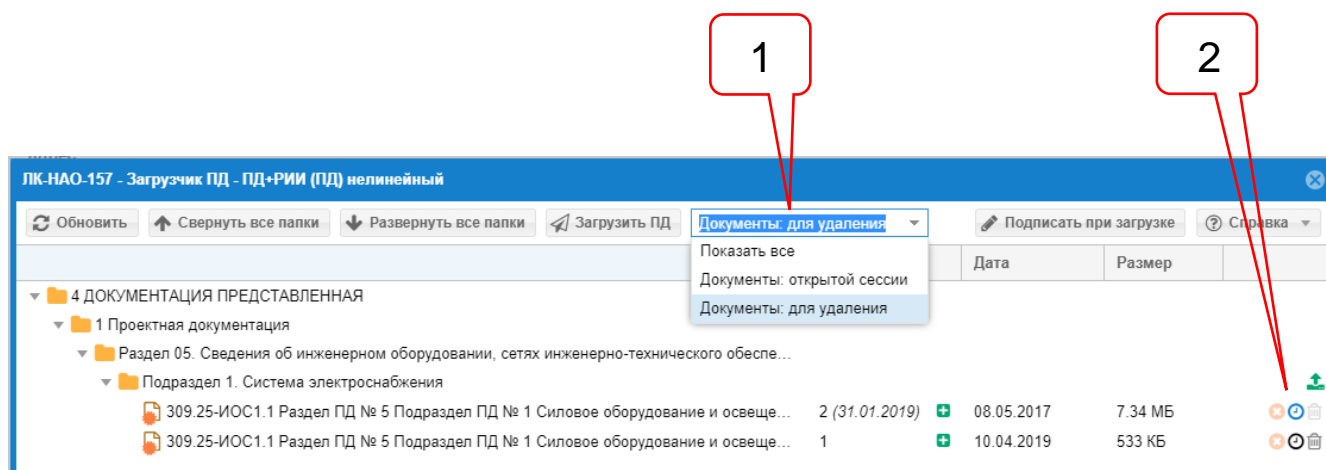 1
2
ЛК-НАО-157 - Загрузчик ПД - ПД+РИИ (ПД) нелинейный
Обновить Свернуть все папки Развернуть все папки Загрузить ПД Документы: для удаления Подписать при загрузке Справка
Показать все
Дата Размер
Документы: открытой сессии
Документы: для удаления
4 ДОКУМЕНТАЦИЯ ПРЕДСТАВЛЕННАЯ
1 Проектная документация
Раздел 05. Сведения об инженерном оборудовании, сетях инженерно-технического обеспе...
Подраздел 1. Система электроснабжения
309.25-ИОС1.1 Раздел ПД № 5 Подраздел ПД № 1 Силовое оборудование и освеще... 2 (31.01.2019) 08.05.2017 7.34 МБ
309.25-ИОС1.1 Раздел ПД № 5 Подраздел ПД № 1 Силовое оборудование и освеще... 1 10.04.2019 533 КБ